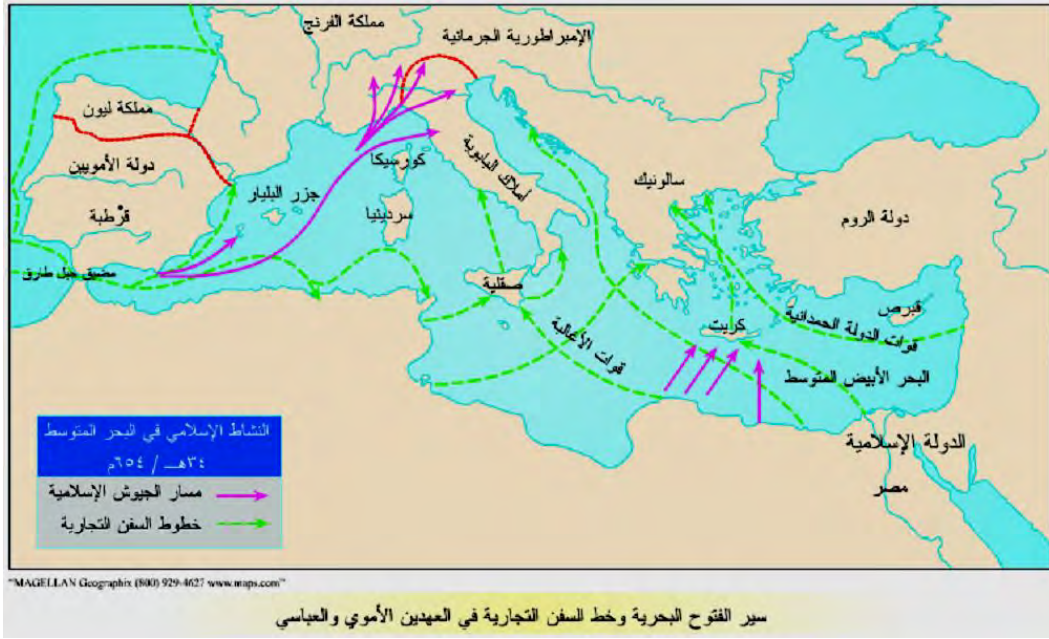 مملكة الفرنج
الإمبراطورية الجرمانية
مملكة ليون
دولة الأمويين
قرْطبة
جزر البليار
كورسيكا
سردينيا
أملاك البابوية
سالونيك
دولة الروم
مضيق جبل طارق
صقلية
كريت
قبرص
قوات الدولة الحمدانية
قوات الأغالبة
البحر الأبيض المتوسط
الدولة الإسلامية
مصر
النشاط الإسلامي في البحر المتوسط
٣٤هـ / ٦٥٤م
مسار الجيوش الإسلامية
خطوط السفن التجارية
"MAGELLAN Geographix (800) 929-4627 www.maps.com"
سير الفتوح البحرية وخط السفن التجارية في العهدين الأموي والعباسي